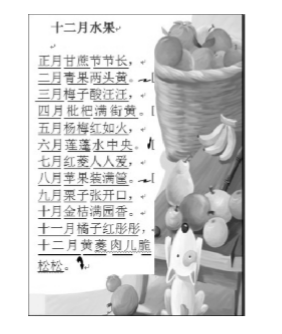 十二月水果
正月甘蔗节节长，
二月青果两头黄。
三月梅子酸汪汪，
四月枇杷满街黄。
五月杨梅红如火，
六月莲蓬水中央。
七月红菱人人爱，
八月苹果装满筐。
九月栗子张开口，
十月金桔满园香。
十一月橘子红彤彤，
十二月黄菱肉儿脆
松松。